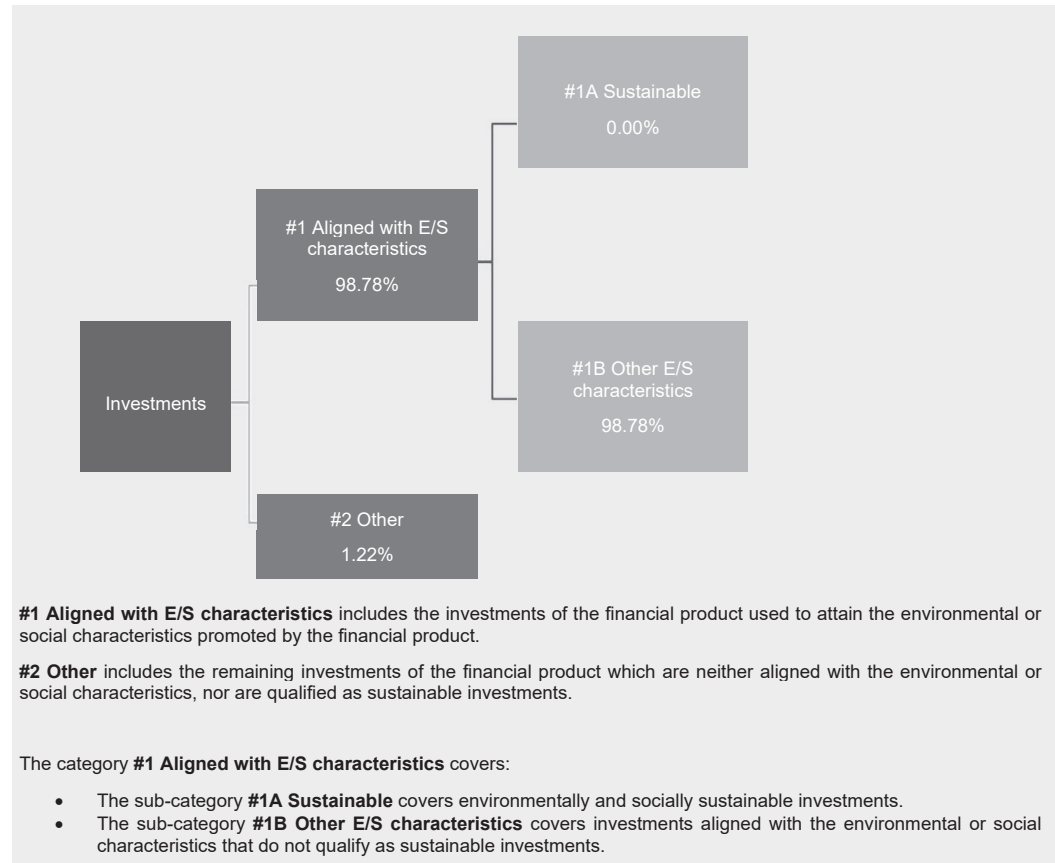 #1A Sustainable
0.00%
#1 Aligned with E/S
characteristics
98.78%
#1B Other E/S
characteristics
98.78%
Investments
#2 Other
1.22%
#1 Aligned with E/S characteristics includes the investments of the financial product used to attain the environmental or
social characteristics promoted by the financial product.
#2 Other includes the remaining investments of the financial product which are neither aligned with the environmental or
social characteristics, nor are qualified as sustainable investments.
The category #1 Aligned with E/S characteristics covers:
• The sub-category #1A Sustainable covers environmentally and socially sustainable investments.
• The sub-category #1B Other E/S characteristics covers investments aligned with the environmental or social
characteristics that do not qualify as sustainable investments.